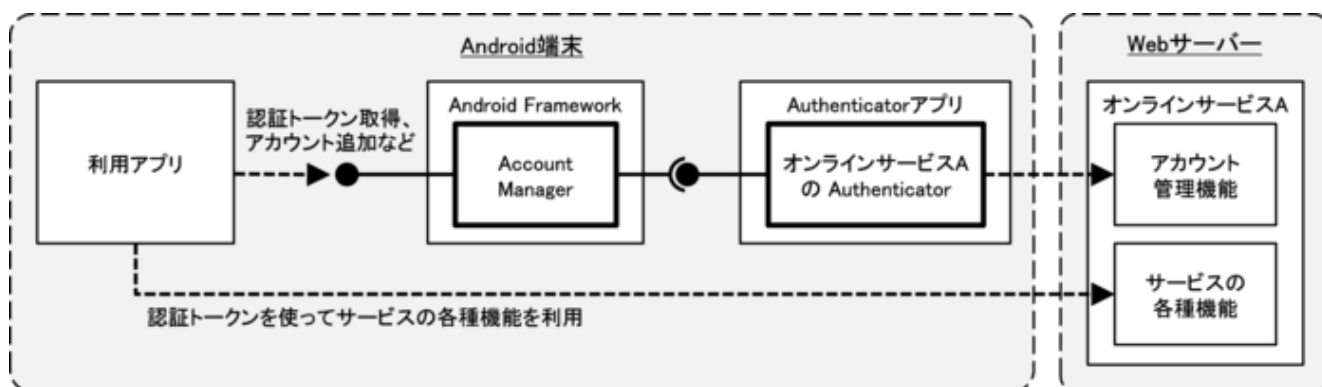 Android端末
Webサーバー
利用アプリ
認証トークン取得、
アカウント追加など
Android Framework
Account
Manager
Authenticatorアプリ
オンラインサービスA
の Authenticator
オンラインサービスA
アカウント
管理機能
サービスの
各種機能
認証トークンを使ってサービスの各種機能を利用